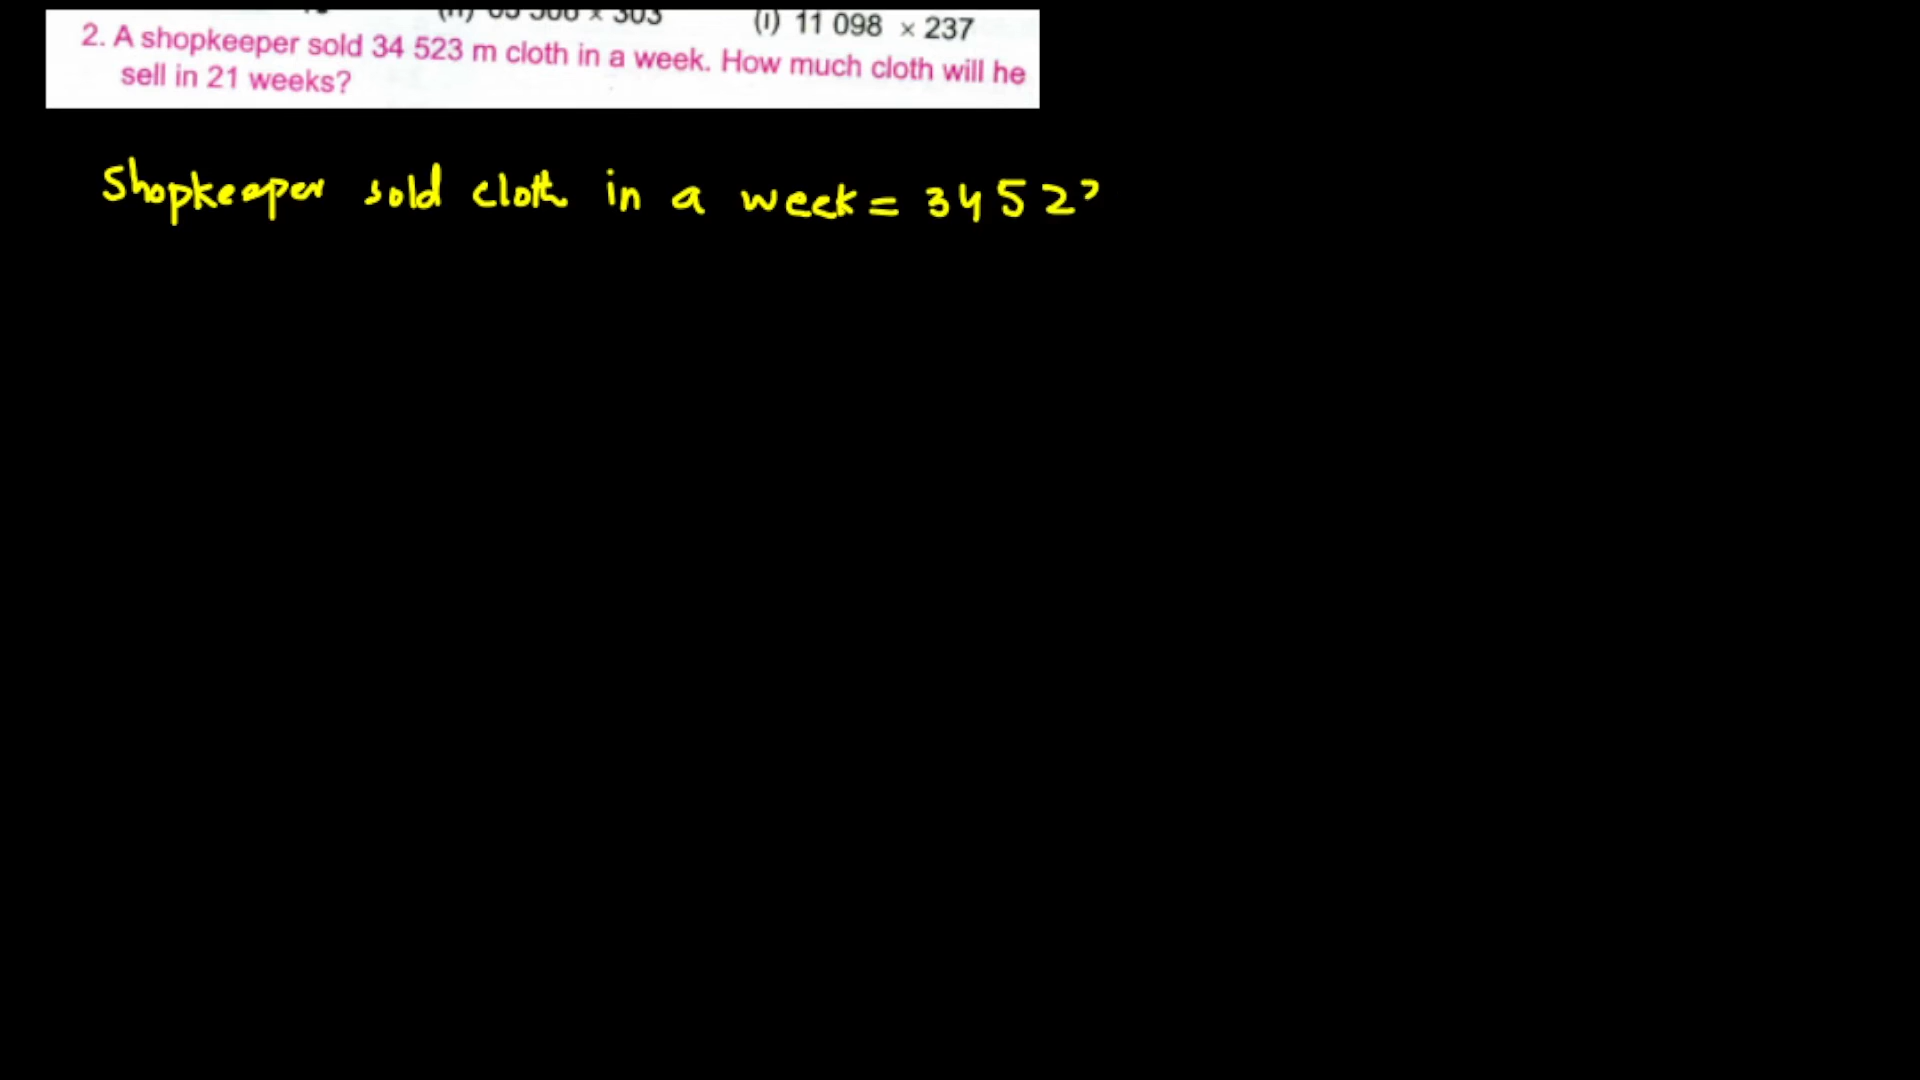 (i) 11 098 × 237
2. A shopkeeper sold 34 523 m cloth in a week. How much cloth will he
sell in 21 weeks?
Shopkeeper sold cloth in a week = 3452